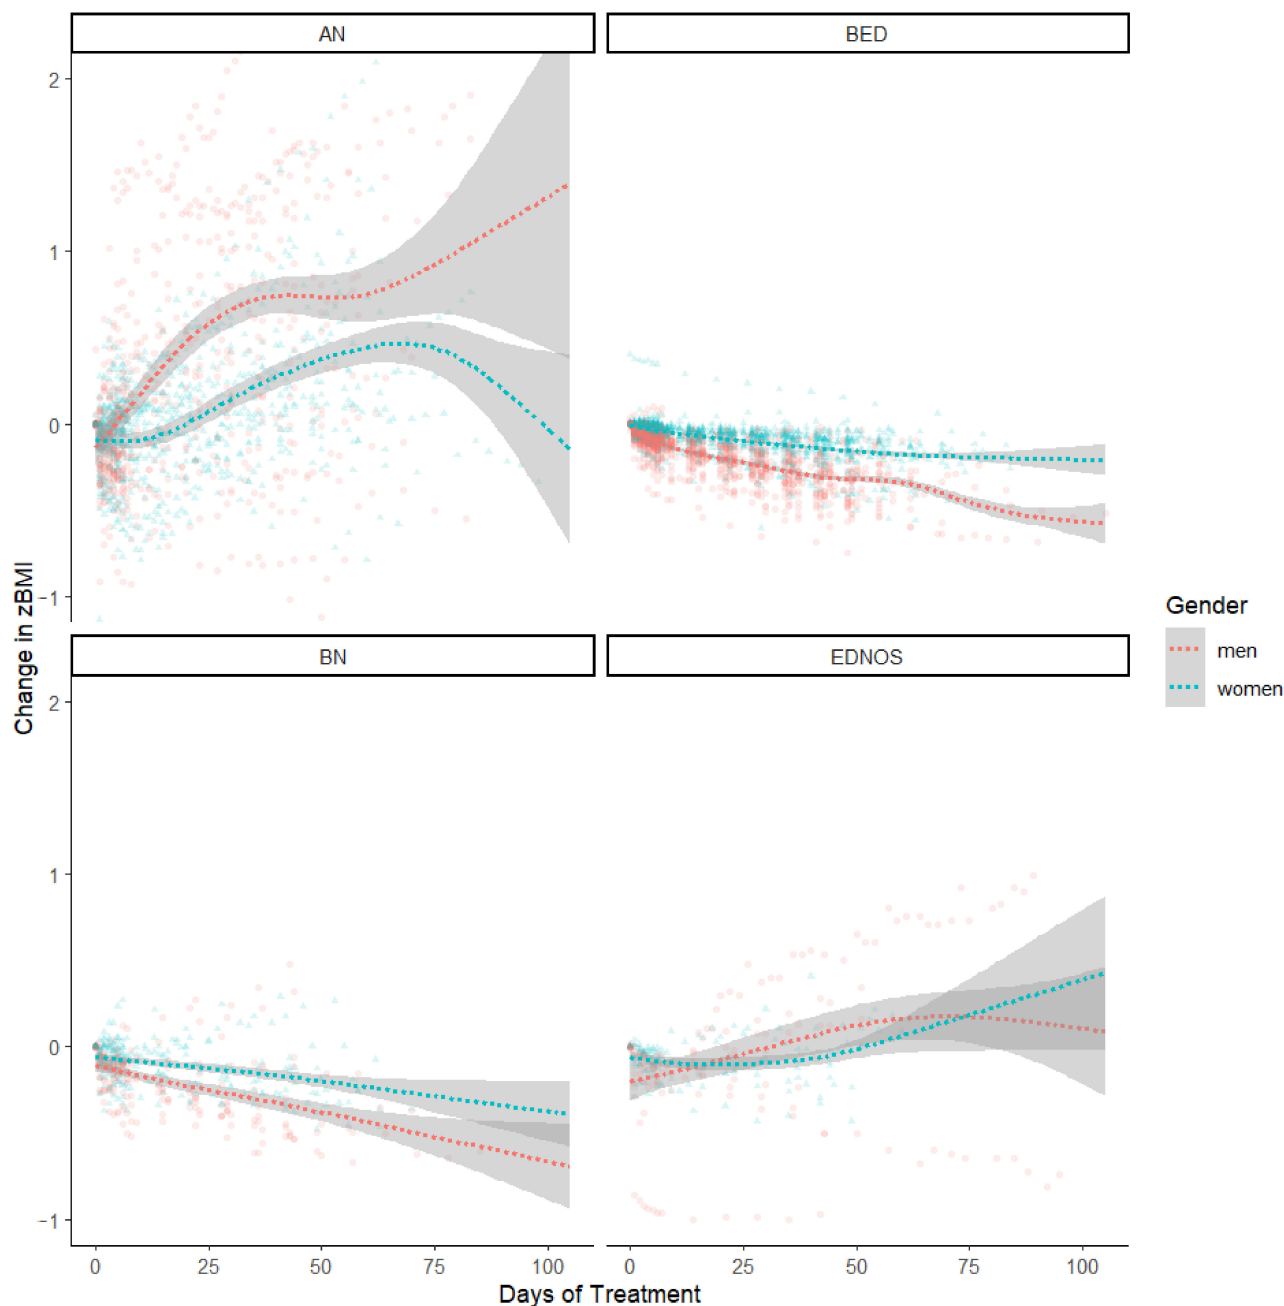 AN
BED
2
1
0
−1
BN
EDNOS
2
1
0
−1
0 25 50 75 100
0 25 50 75 100
Days of Treatment
Change in zBMI
Gender
men
women